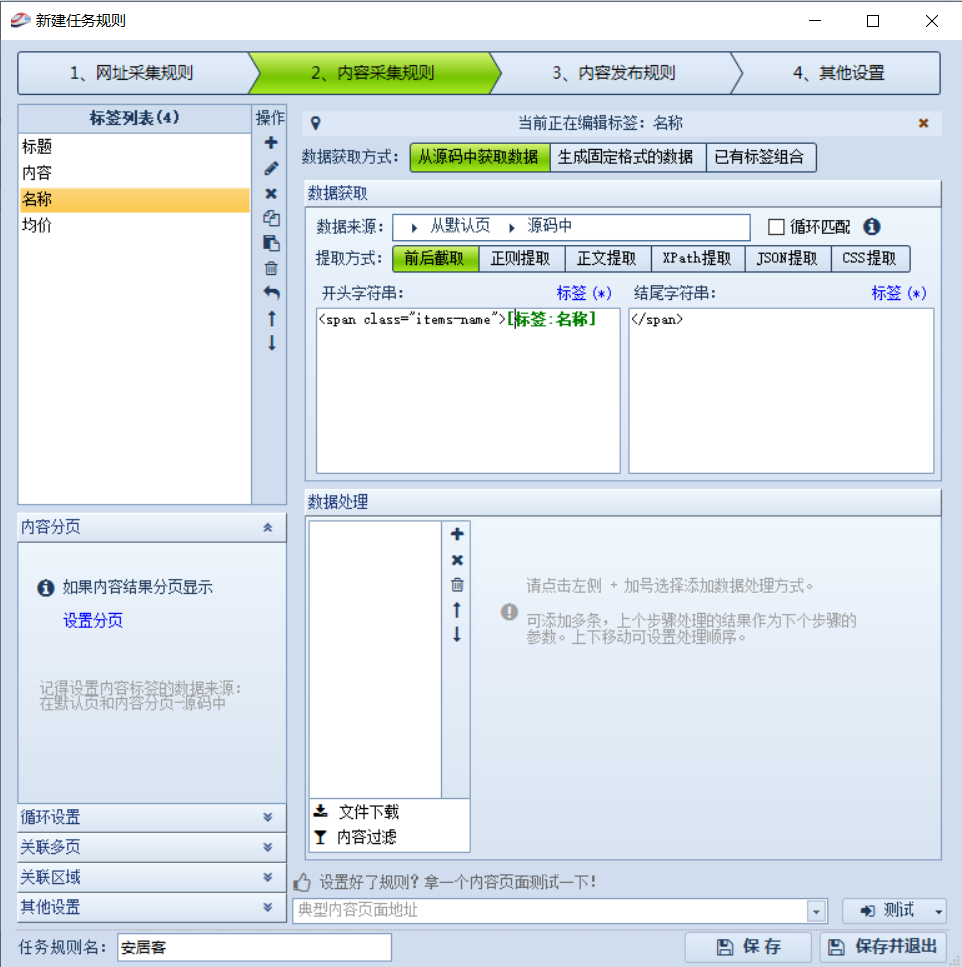 新建任务规则
1、网址采集规则
2、内容采集规则
3、内容发布规则
4、其他设置
标签列表(4)
操作
标题
内容
名称
均价
当前正在编辑标签：名称
数据获取方式：
从源码中获取数据
生成固定格式的数据
已有标签组合
数据获取
数据来源：
从默认页
源码中
循环匹配
提取方式：
前后截取
正则提取
正文提取
XPath提取
JSON提取
CSS提取
开头字符串：
标签
(*)
结尾字符串：
标签
(*)
<span class="items-name">[标签:名称]
</span>
数据处理
请点击左侧 + 加号选择添加数据处理方式。
可添加多条，上个步骤处理的结果作为下个步骤的
参数。上下移动可设置处理顺序。
文件下载
内容过滤
内容分页
如果内容结果分页显示
设置分页
记得设置内容标签的数据来源：
在默认页和内容分页-源码中
循环设置
关联多页
关联区域
其他设置
设置好了规则？拿一个内容页面测试一下！
典型内容页面地址
测试
任务规则名：
安居客
保存
保存并退出